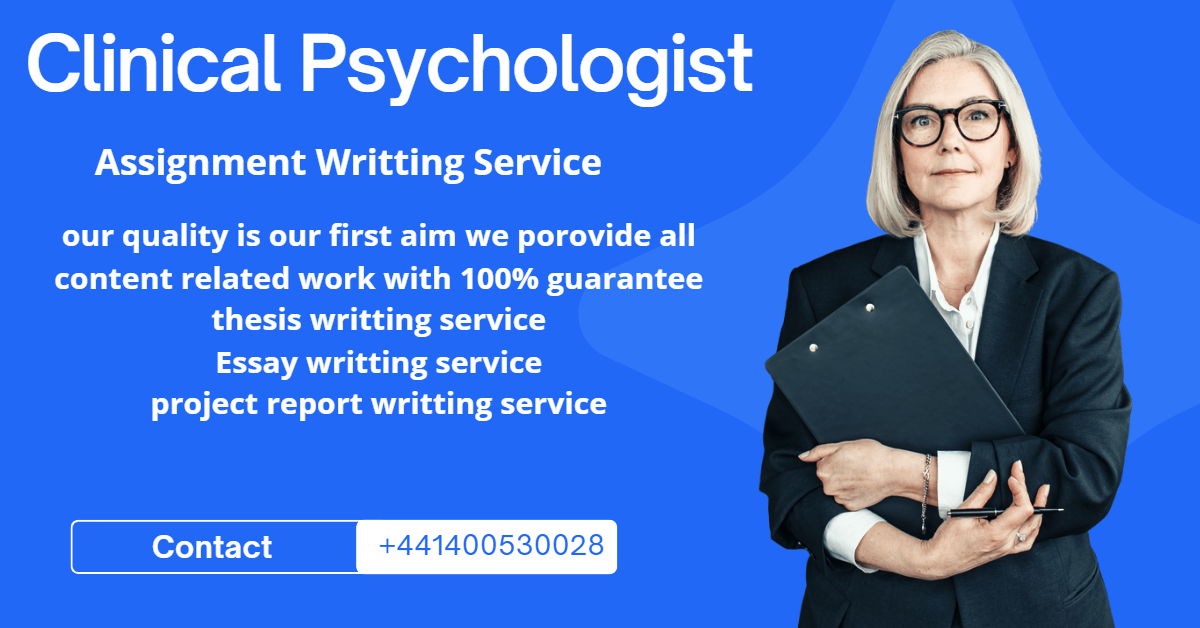 Clinical Psychologist
Assignment Writting Service
our quality is our first aim we porovide all
content related work with 100% guarantee
thesis writting service
Essay writting service
project report writting service
Contact
+441400530028